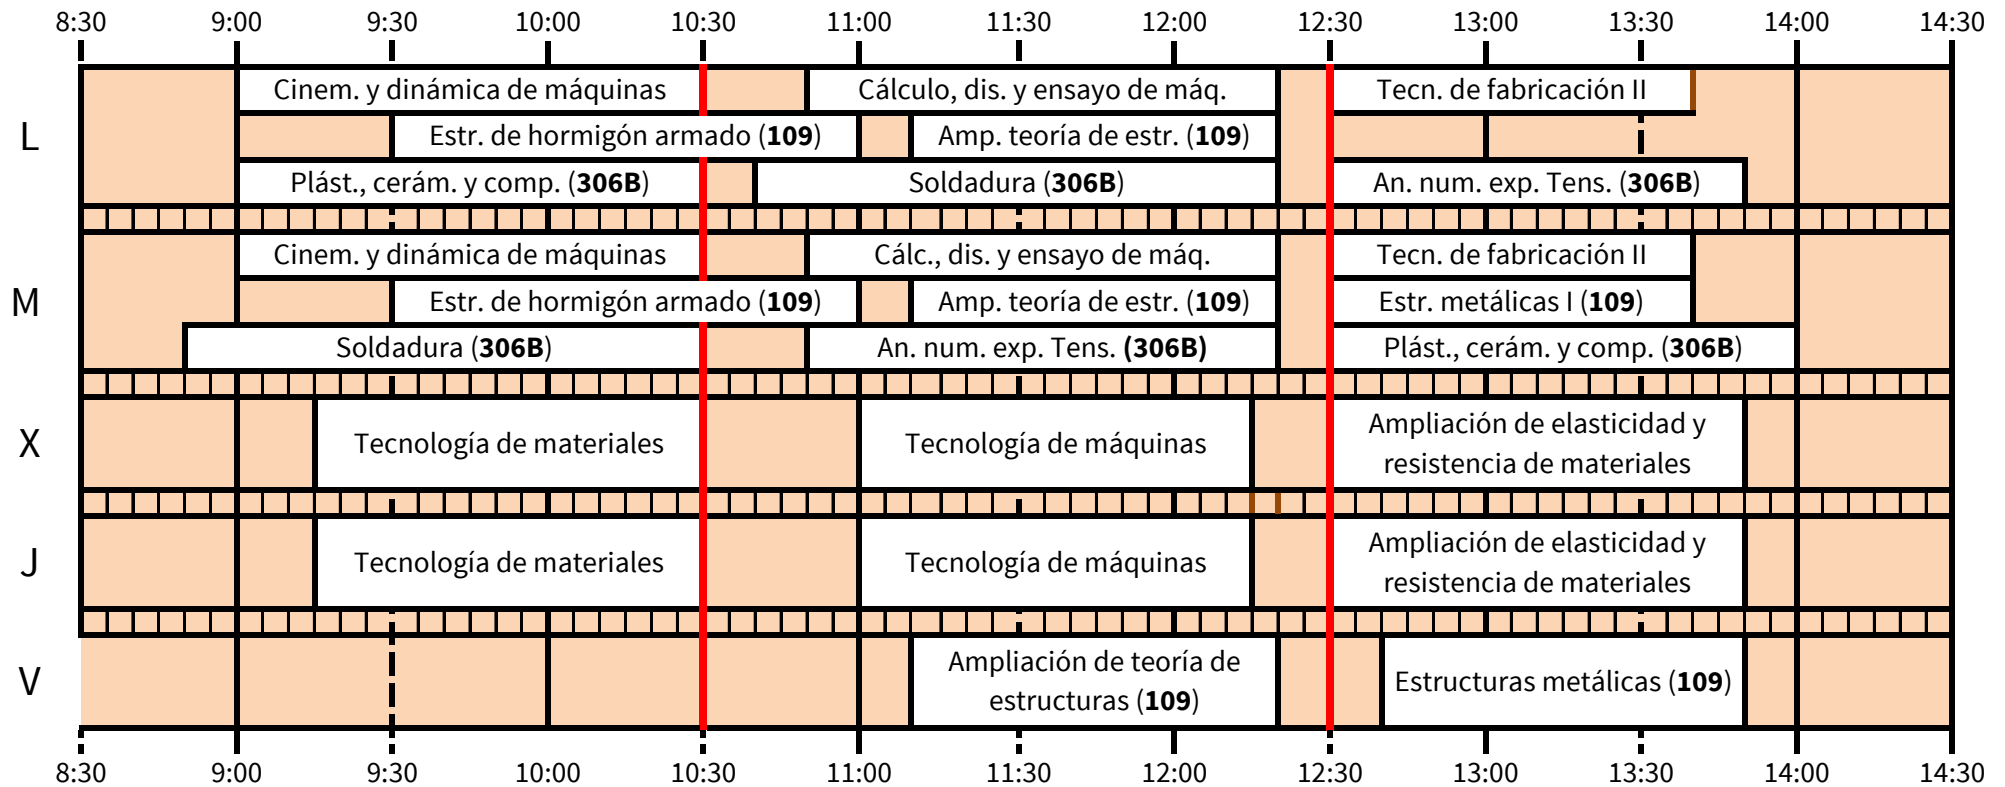 8:30 9:00 9:30 10:00 10:30 11:00 11:30 12:00 12:30 13:00 13:30 14:00 14:30
L
Cinem. y dinámica de máquinas
Cálculo, dis. y ensayo de máq.
Tecn. de fabricación II
Estr. de hormigón armado (109)
Amp. teoría de estr. (109)
Plást., cerám. y comp. (306B)
Soldadura (306B)
An. num. exp. Tens. (306B)
M
Cinem. y dinámica de máquinas
Cálc., dis. y ensayo de máq.
Tecn. de fabricación II
Estr. de hormigón armado (109)
Amp. teoría de estr. (109)
Estr. metálicas I (109)
Soldadura (306B)
An. num. exp. Tens. (306B)
Plást., cerám. y comp. (306B)
X
Tecnología de materiales
Tecnología de máquinas
Ampliación de elasticidad y
resistencia de materiales
J
Tecnología de materiales
Tecnología de máquinas
Ampliación de elasticidad y
resistencia de materiales
V
Ampliación de teoría de
estructuras (109)
Estructuras metálicas (109)
8:30 9:00 9:30 10:00 10:30 11:00 11:30 12:00 12:30 13:00 13:30 14:00 14:30